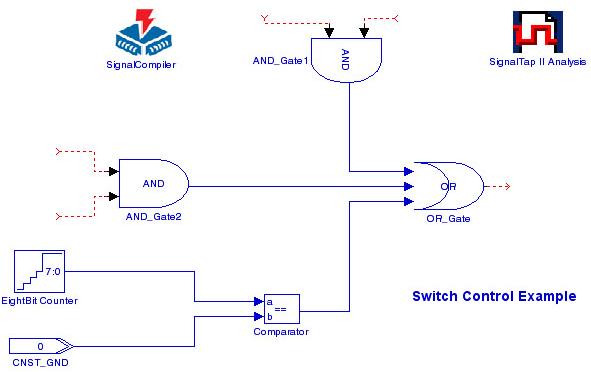 SignalCompiler
AND_Gate1
AND
SignalTap II Analysis
AND
AND_Gate2
OR
OR_Gate
7:0
EightBit Counter
a
==
b
Comparator
Switch Control Example
0
CNST_GND